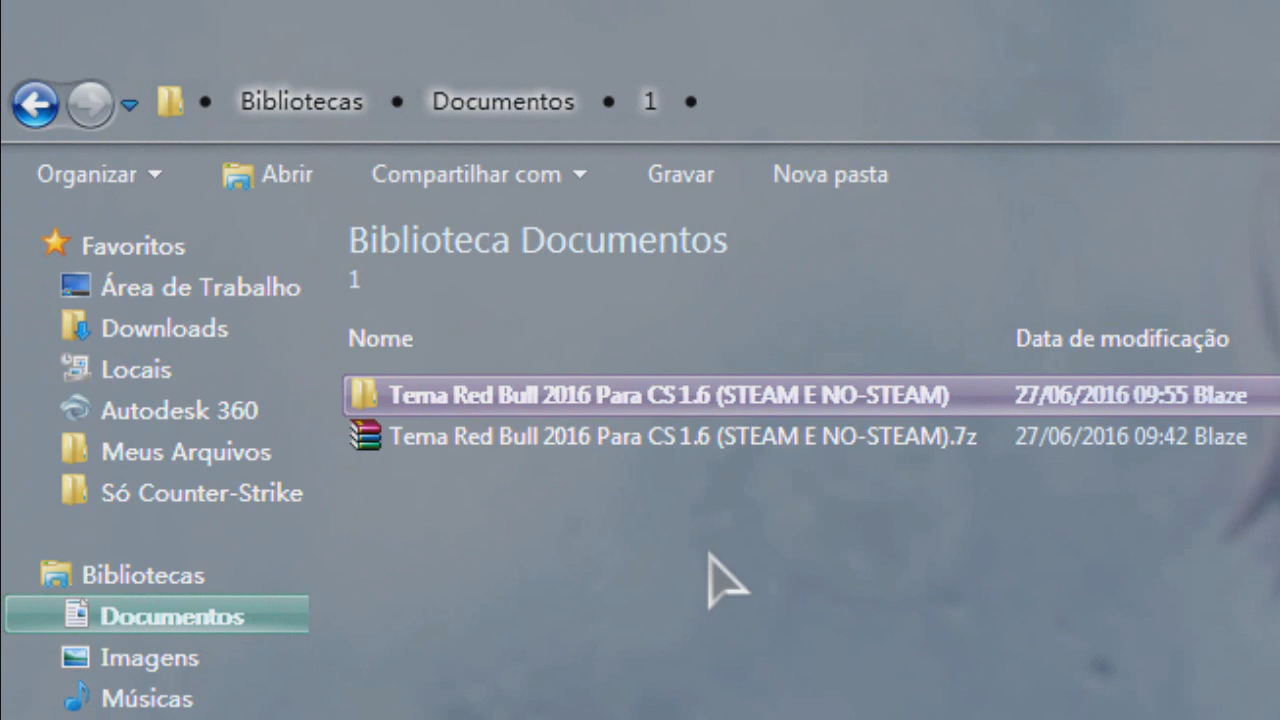 Bibliotecas • Documentos • 1 •
Organizar Abrir Compartilhar com Gravar Nova pasta
Favoritos
Área de Trabalho
Downloads
Locais
Autodesk 360
Meus Arquivos
Só Counter-Strike
Bibliotecas
Documentos
Imagens
Músicas
Biblioteca Documentos
1
Nome Data de modificação
Tema Red Bull 2016 Para CS 1.6 (STEAM E NO-STEAM) 27/06/2016 09:55 Blaze
Tema Red Bull 2016 Para CS 1.6 (STEAM E NO-STEAM).7z 27/06/2016 09:42 Blaze